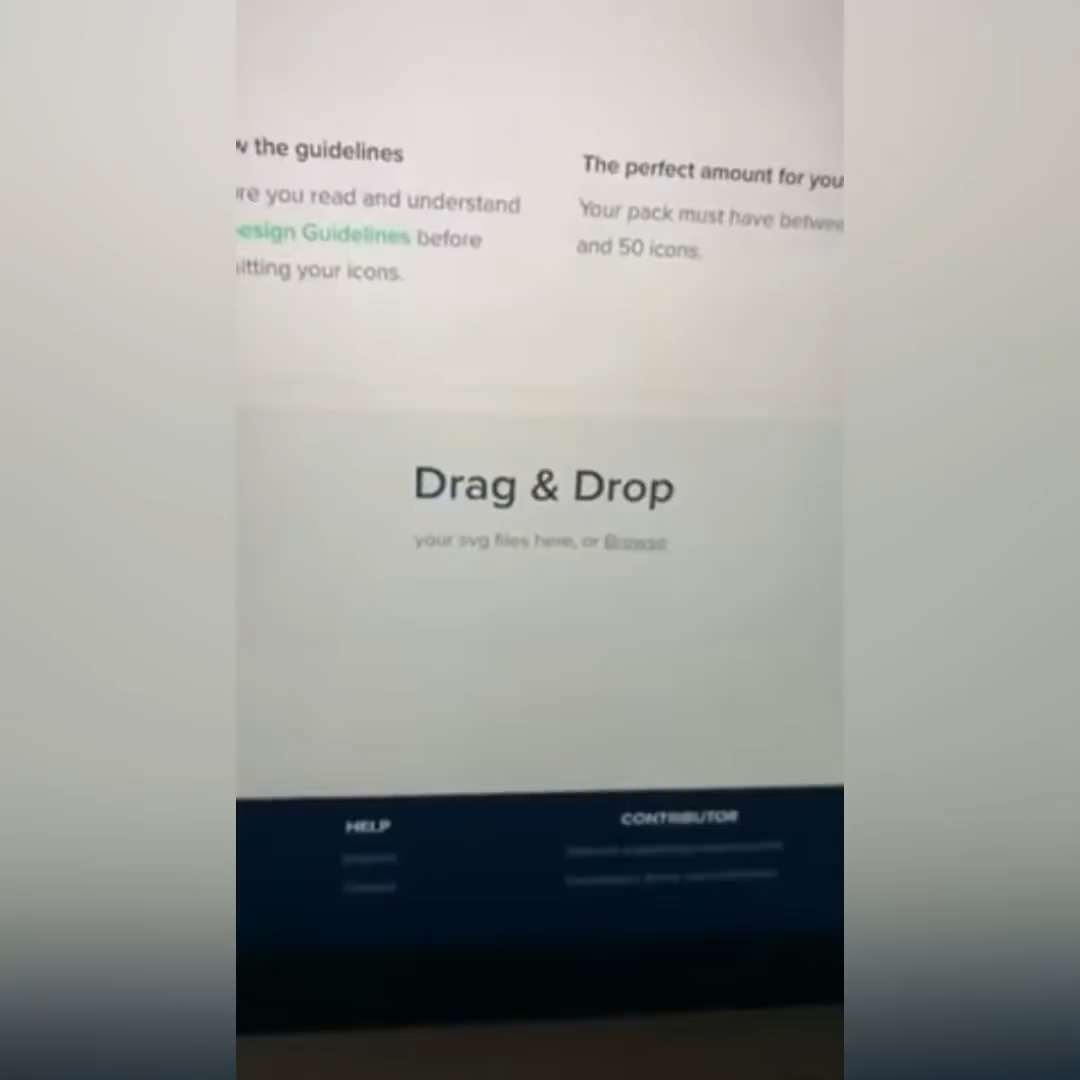 w the guidelines
re you read and understand
esign Guidelines before
itting your icons.
The perfect amount for you
Your pack must have betwee
and 50 icons.
Drag & Drop
your svg files here, or Browse
HELP
CONTRIBUTOR